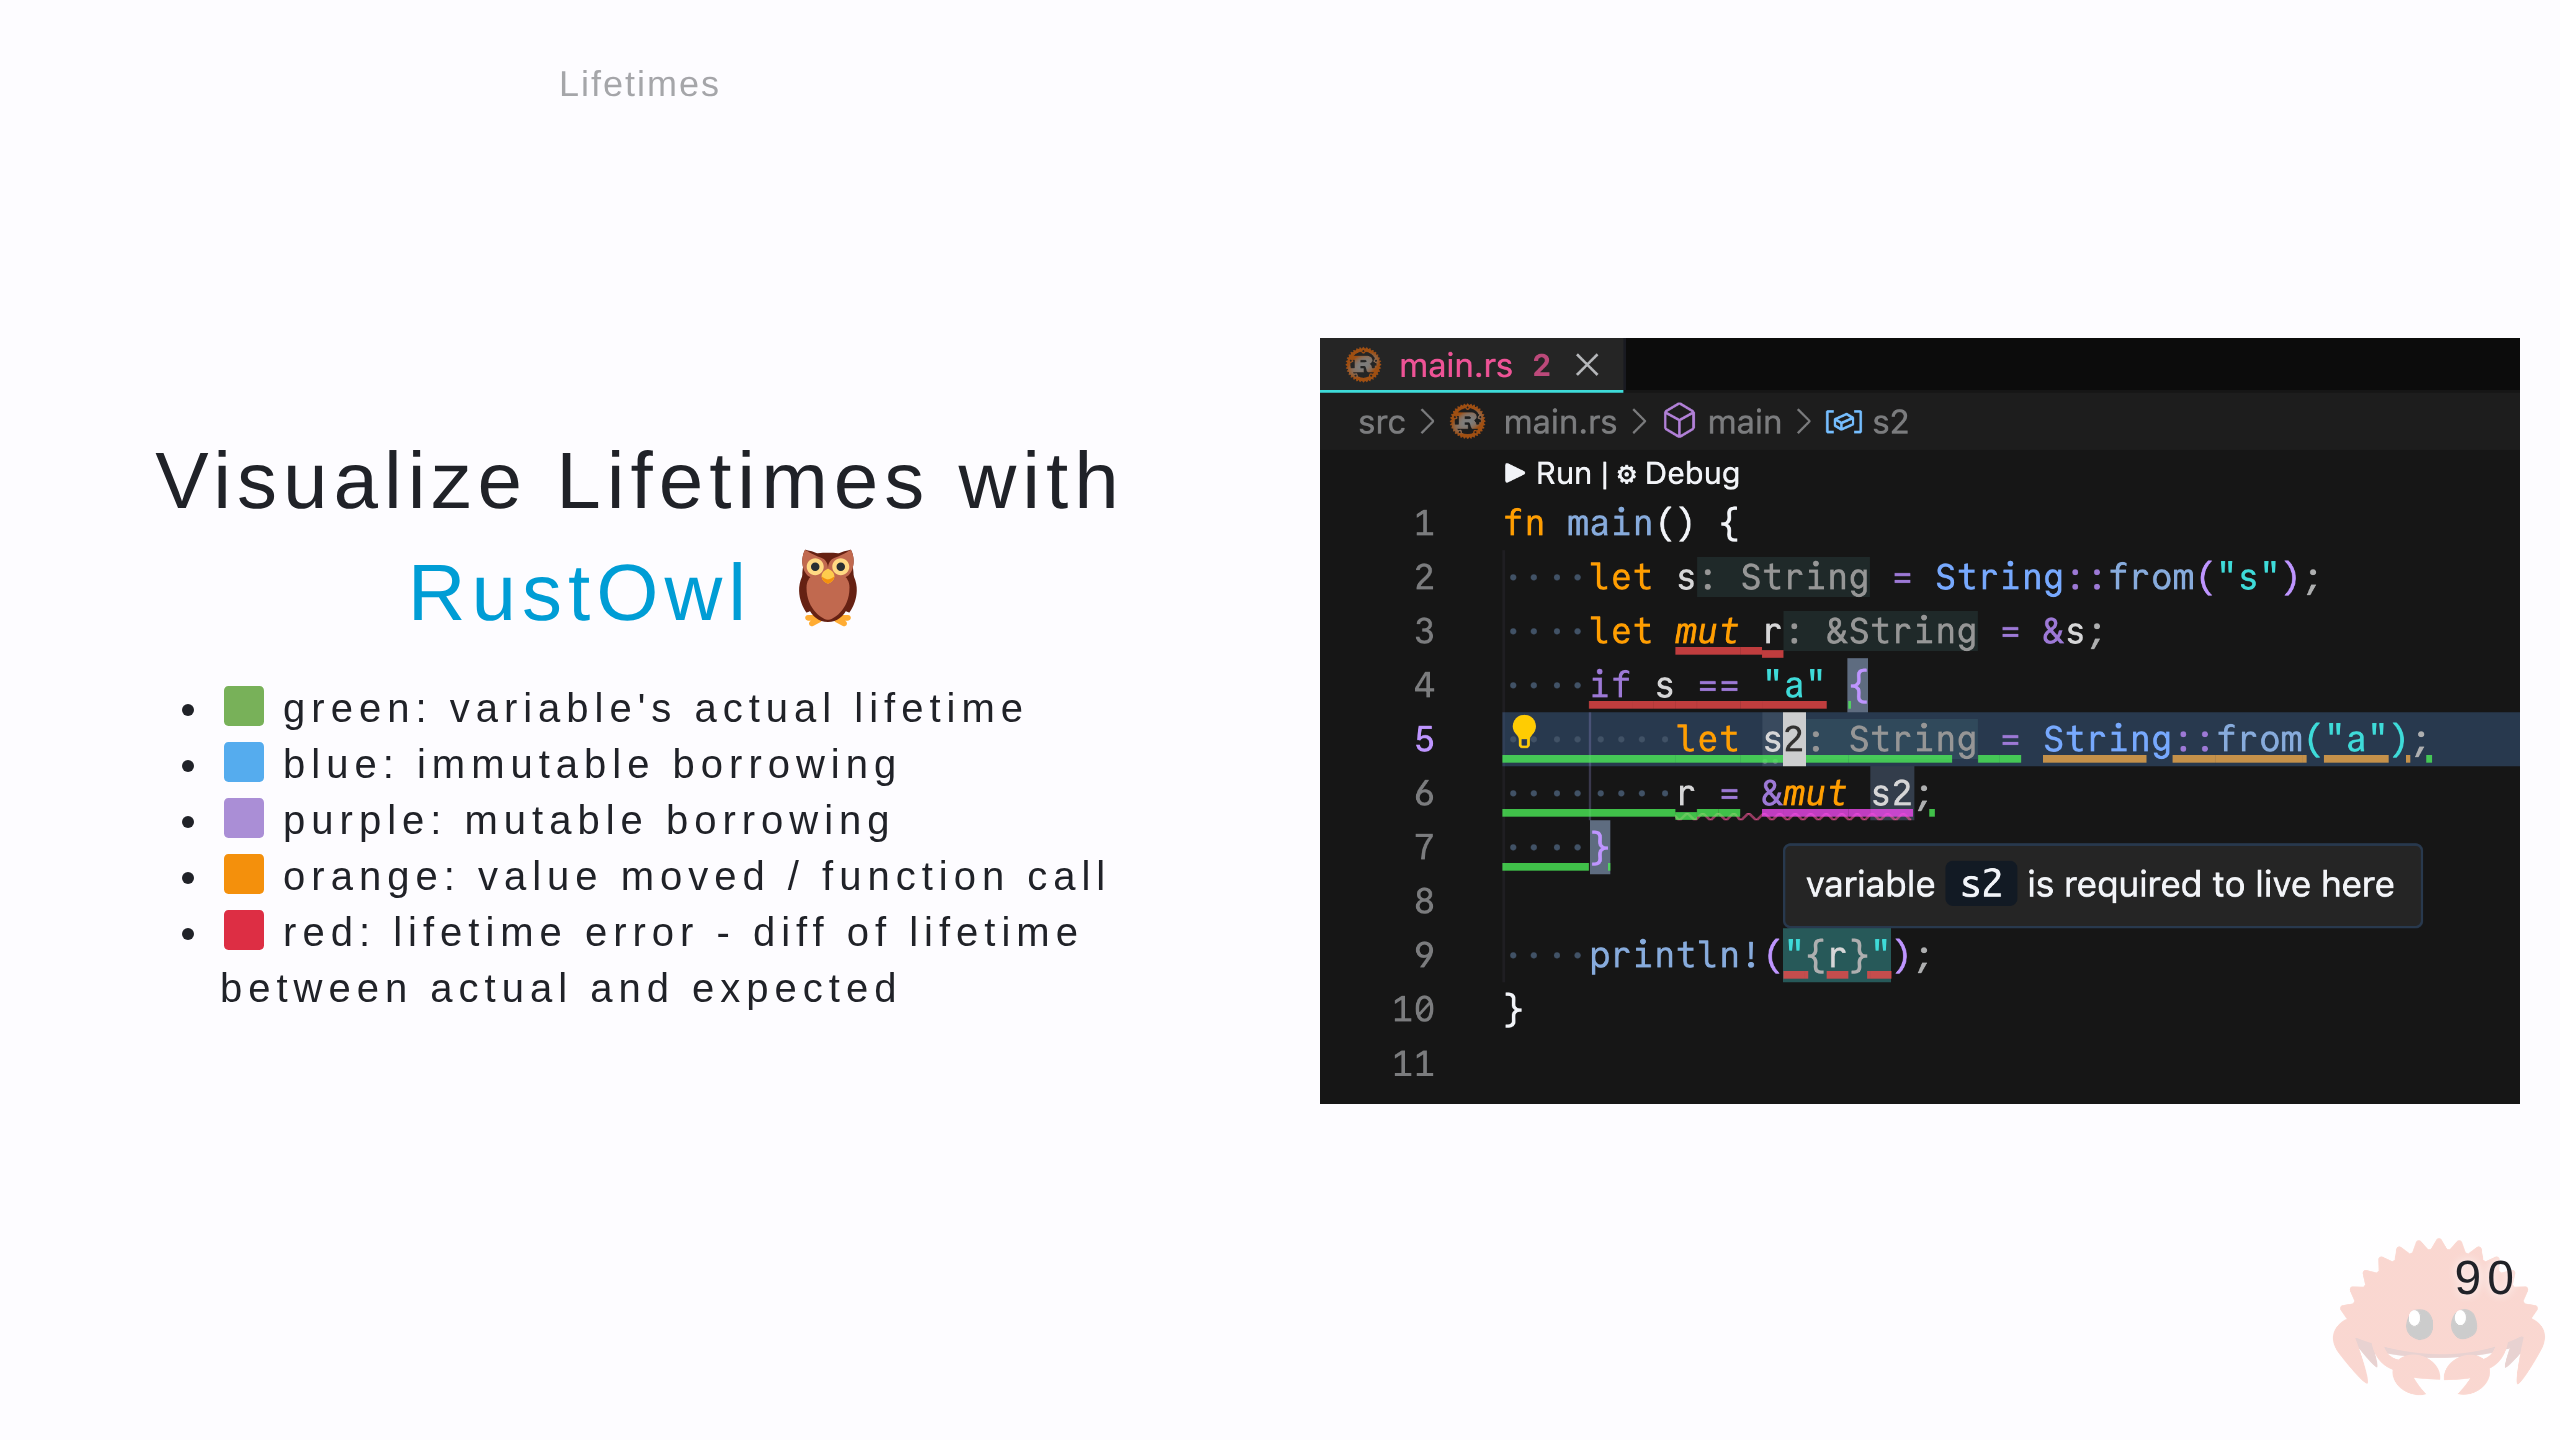 Lifetimes
Visualize Lifetimes with
RustOwl 🦉
• 🟩 green: variable's actual lifetime
• 🟦 blue: immutable borrowing
• 🟪 purple: mutable borrowing
• 🟧 orange: value moved / function call
• 🟥 red: lifetime error - diff of lifetime
between actual and expected
main.rs 2 ×
src > main.rs > main > s2
▶ Run | ⚙ Debug
1 fn main() {
2 ····let s: String = String::from("s");
3 ····let mut r: &String = &s;
4 ····if s == "a" {
5 ········let s2: String = String::from("a");
6 ········r = &mut s2;
7 ····}
variable s2 is required to live here
8
9 ····println!("{r}");
10 }
11
90